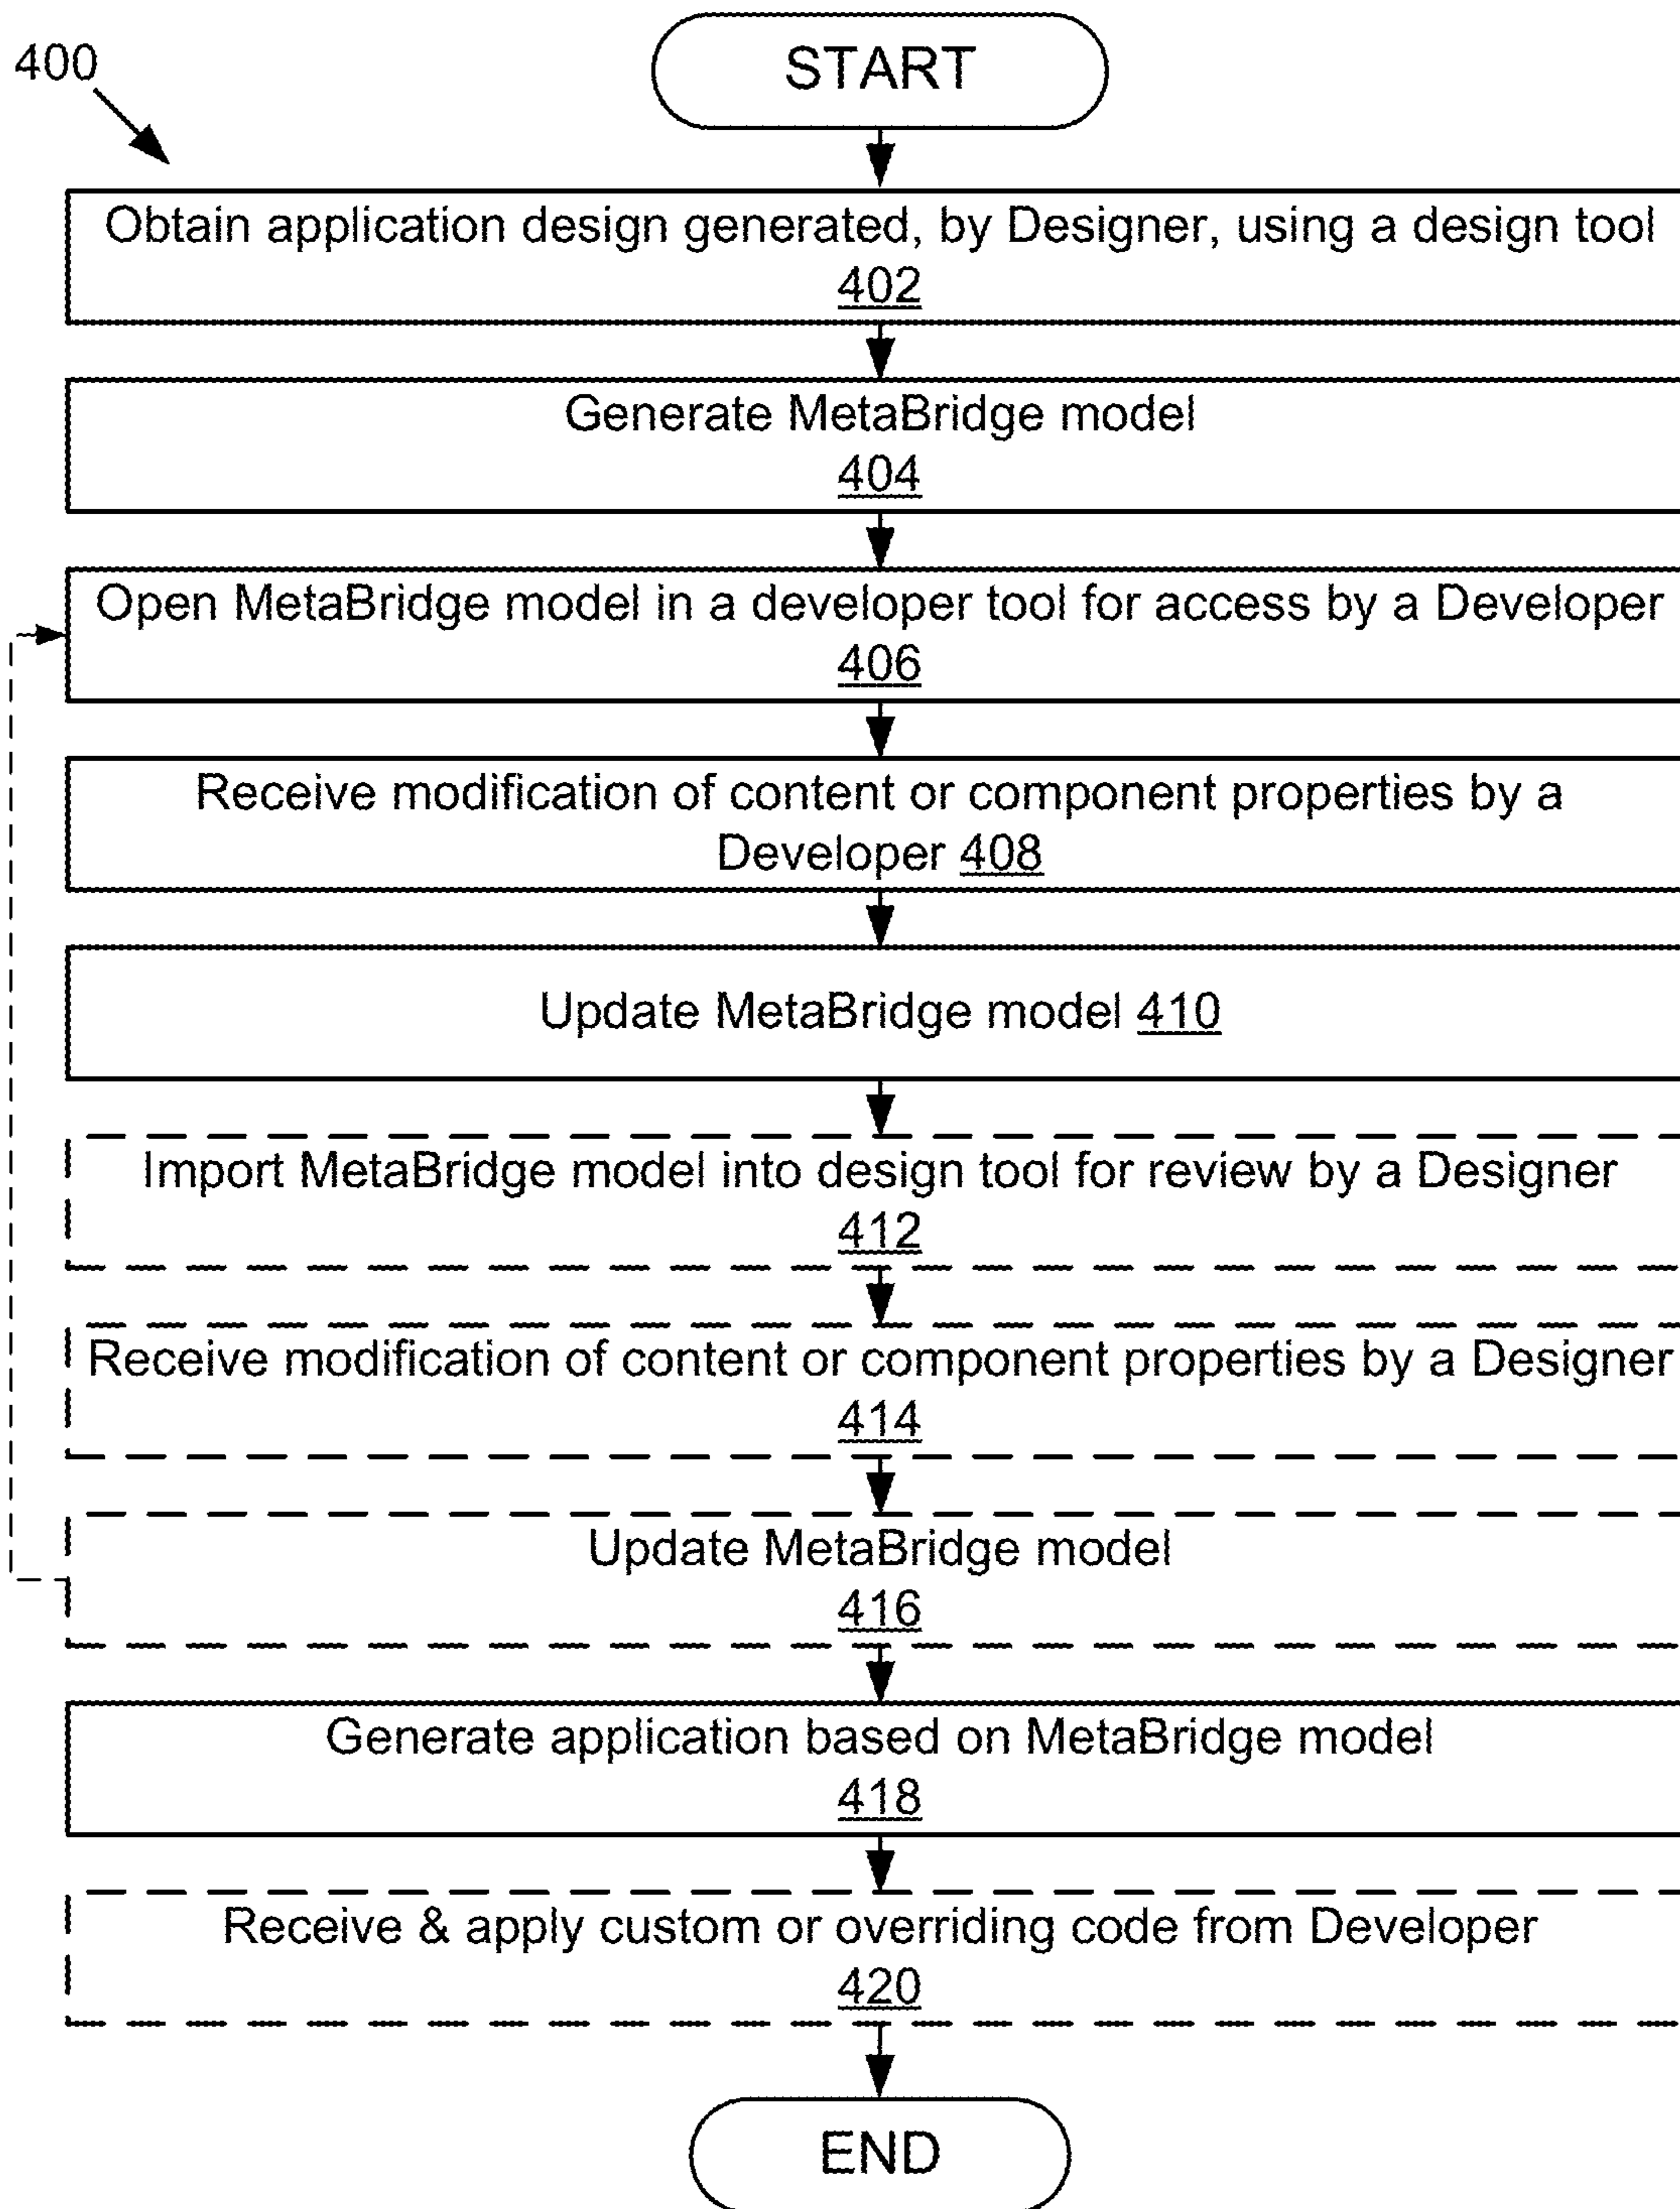 400
START
Obtain application design generated, by Designer, using a design tool
402
Generate MetaBridge model
404
Open MetaBridge model in a developer tool for access by a Developer
406
Receive modification of content or component properties by a
Developer 408
Update MetaBridge model 410
Import MetaBridge model into design tool for review by a Designer
412
Receive modification of content or component properties by a Designer
414
Update MetaBridge model
416
Generate application based on MetaBridge model
418
Receive & apply custom or overriding code from Developer
420
END